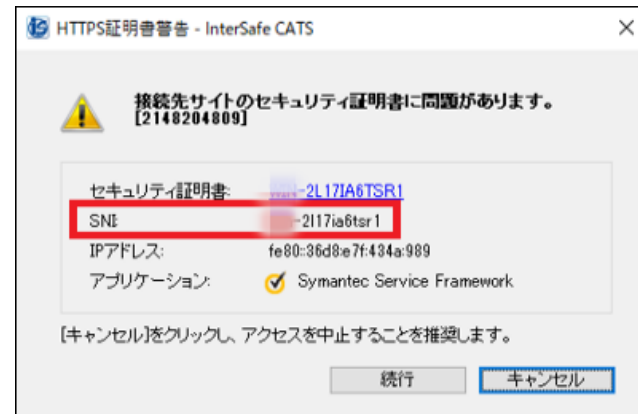 HTTPS証明書警告 - InterSafe CATS
接続先サイトのセキュリティ証明書に問題があります。
[2148204809]
セキュリティ証明書: -2L17IA6TSR1
SNI: -2l17ia6tsr1
IPアドレス: fe80::36d8:e7f:434a:989
アプリケーション: Symantec Service Framework
[キャンセル]をクリックし、アクセスを中止することを推奨します。
続行
キャンセル